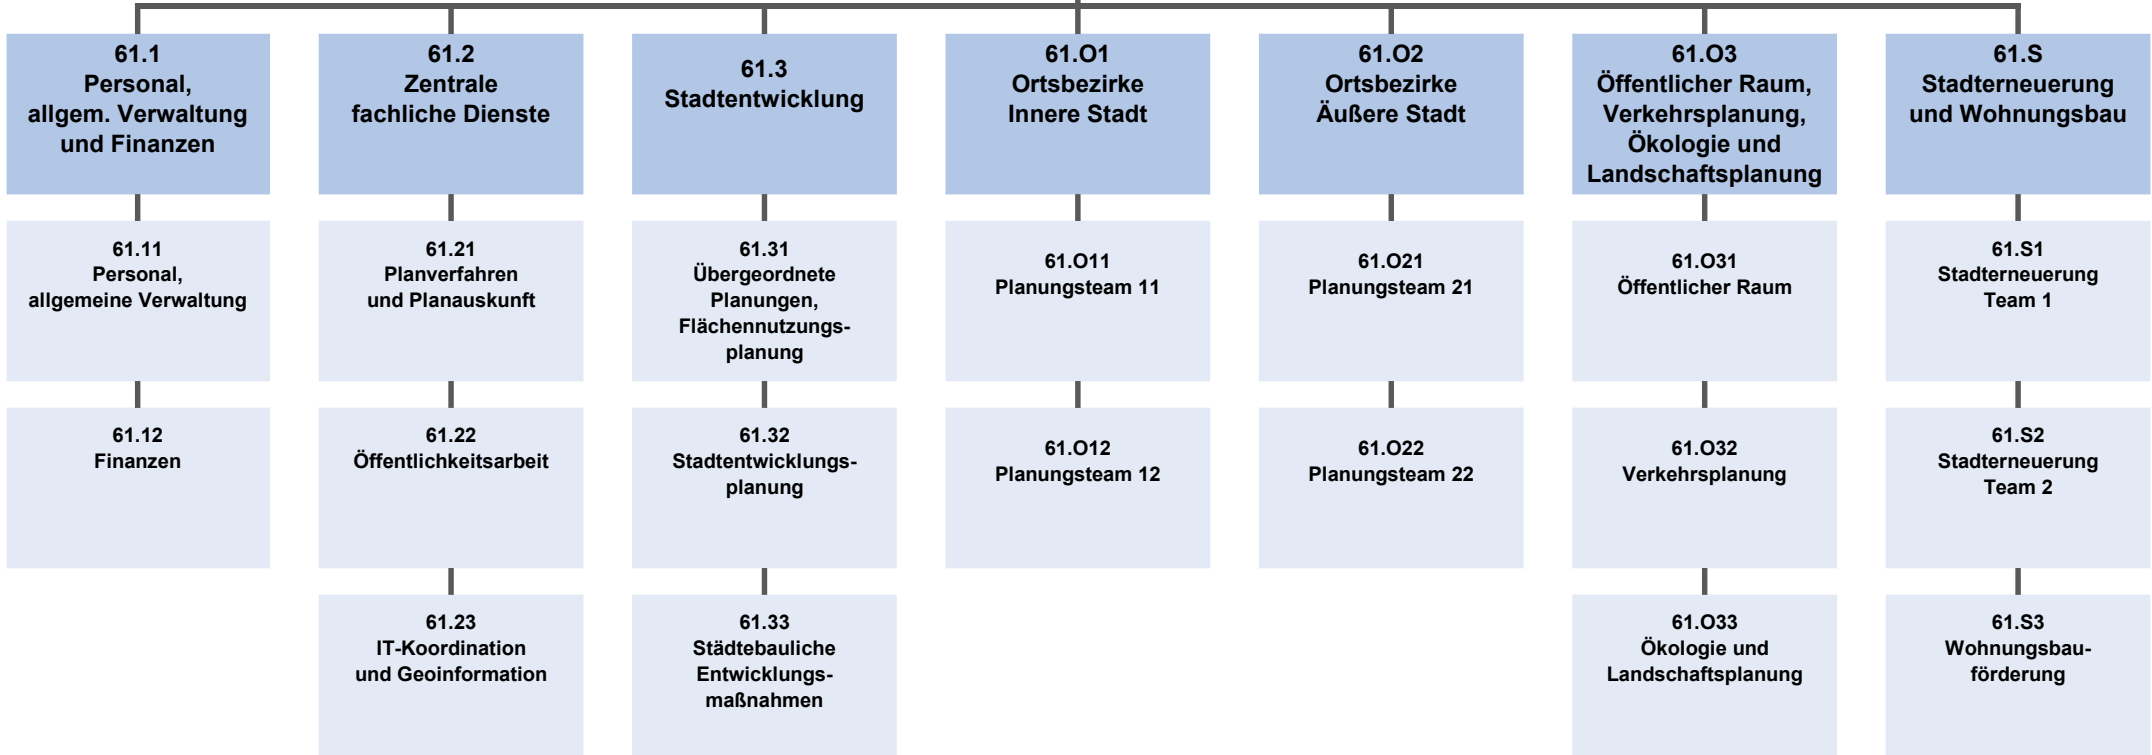 61.1
Personal,
allgem. Verwaltung
und Finanzen
61.2
Zentrale
fachliche Dienste
61.3
Stadtentwicklung
61.O1
Ortsbezirke
Innere Stadt
61.O2
Ortsbezirke
Äußere Stadt
61.O3
Öffentlicher Raum,
Verkehrsplanung,
Ökologie und
Landschaftsplanung
61.S
Stadterneuerung
und Wohnungsbau
61.11
Personal,
allgemeine Verwaltung
61.21
Planverfahren
und Planauskunft
61.31
Übergeordnete
Planungen,
Flächennutzungs-
planung
61.O11
Planungsteam 11
61.O21
Planungsteam 21
61.O31
Öffentlicher Raum
61.S1
Stadterneuerung
Team 1
61.12
Finanzen
61.22
Öffentlichkeitsarbeit
61.32
Stadtentwicklungs-
planung
61.O12
Planungsteam 12
61.O22
Planungsteam 22
61.O32
Verkehrsplanung
61.S2
Stadterneuerung
Team 2
61.23
IT-Koordination
und Geoinformation
61.33
Städtebauliche
Entwicklungs-
maßnahmen
61.O33
Ökologie und
Landschaftsplanung
61.S3
Wohnungsbau-
förderung